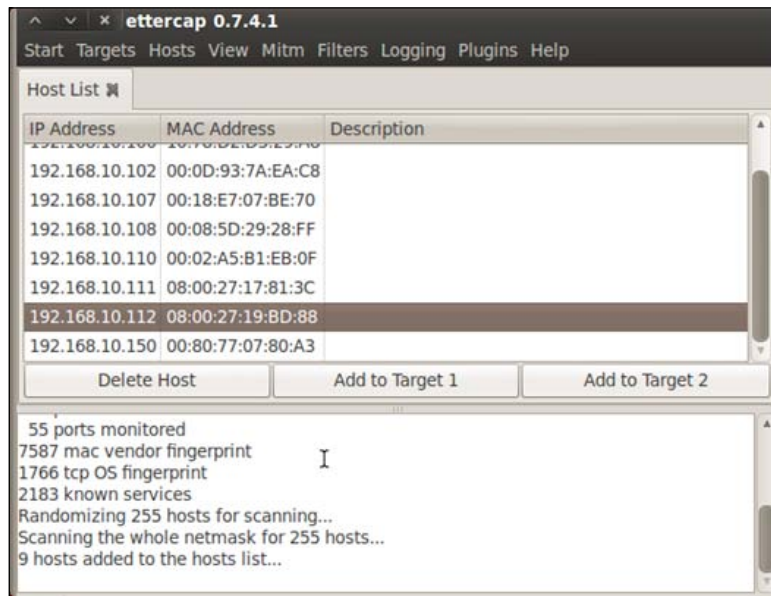 ettercap 0.7.4.1
Start Targets Hosts View Mitm Filters Logging Plugins Help
Host List
IP Address MAC Address Description
192.168.10.102 00:0D:93:7A:EA:C8
192.168.10.107 00:18:E7:07:BE:70
192.168.10.108 00:08:5D:29:28:FF
192.168.10.110 00:02:A5:B1:EB:0F
192.168.10.111 08:00:27:17:81:3C
192.168.10.112 08:00:27:19:BD:88
192.168.10.150 00:80:77:07:80:A3
Delete Host Add to Target 1 Add to Target 2
55 ports monitored
7587 mac vendor fingerprint
1766 tcp OS fingerprint
2183 known services
Randomizing 255 hosts for scanning...
Scanning the whole netmask for 255 hosts...
9 hosts added to the hosts list...